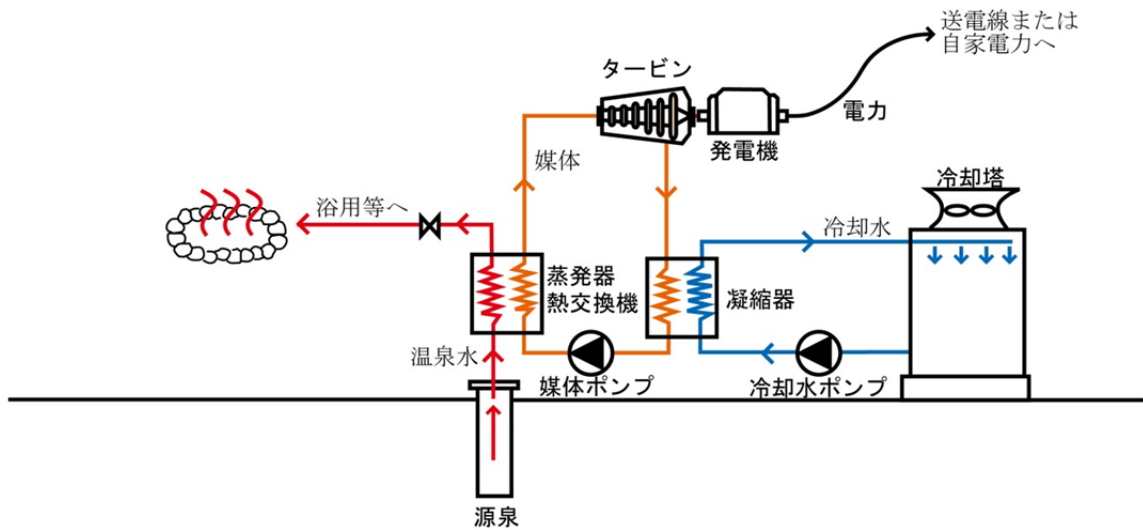 送電線または
自家電力へ
タービン
電力
発電機
媒体
冷却塔
浴用等へ
冷却水
蒸発器
熱交換機
凝縮器
温泉水
媒体ポンプ
冷却水ポンプ
源泉